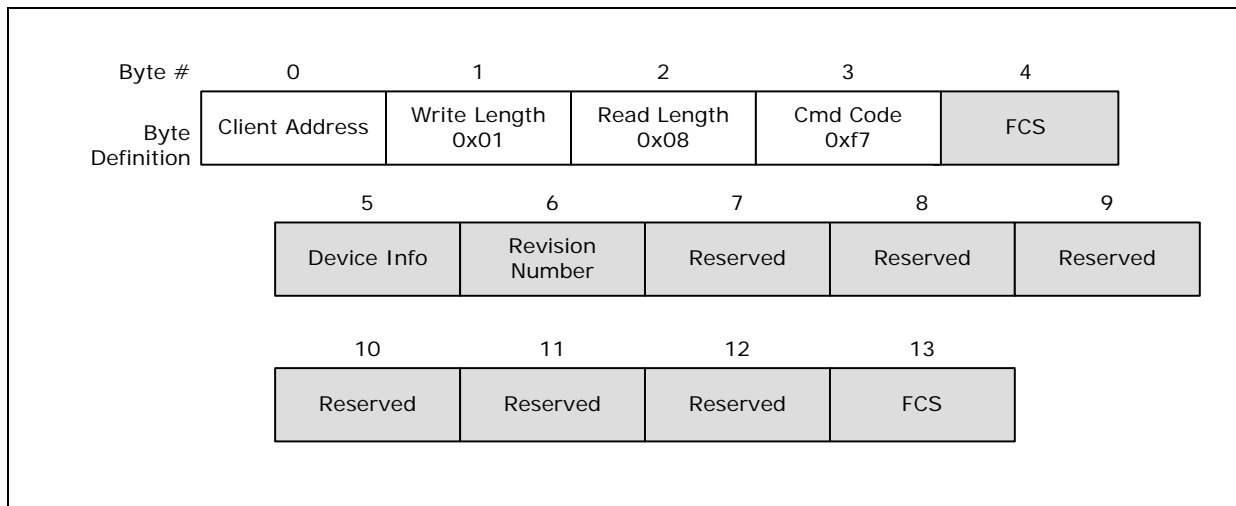 Byte # 0 1 2 3 4
Byte Definition
Client Address
Write Length
0x01
Read Length
0x08
Cmd Code
0xf7
FCS
5 6 7 8 9
Device Info
Revision
Number
Reserved
Reserved
Reserved
10 11 12 13
Reserved
Reserved
Reserved
FCS